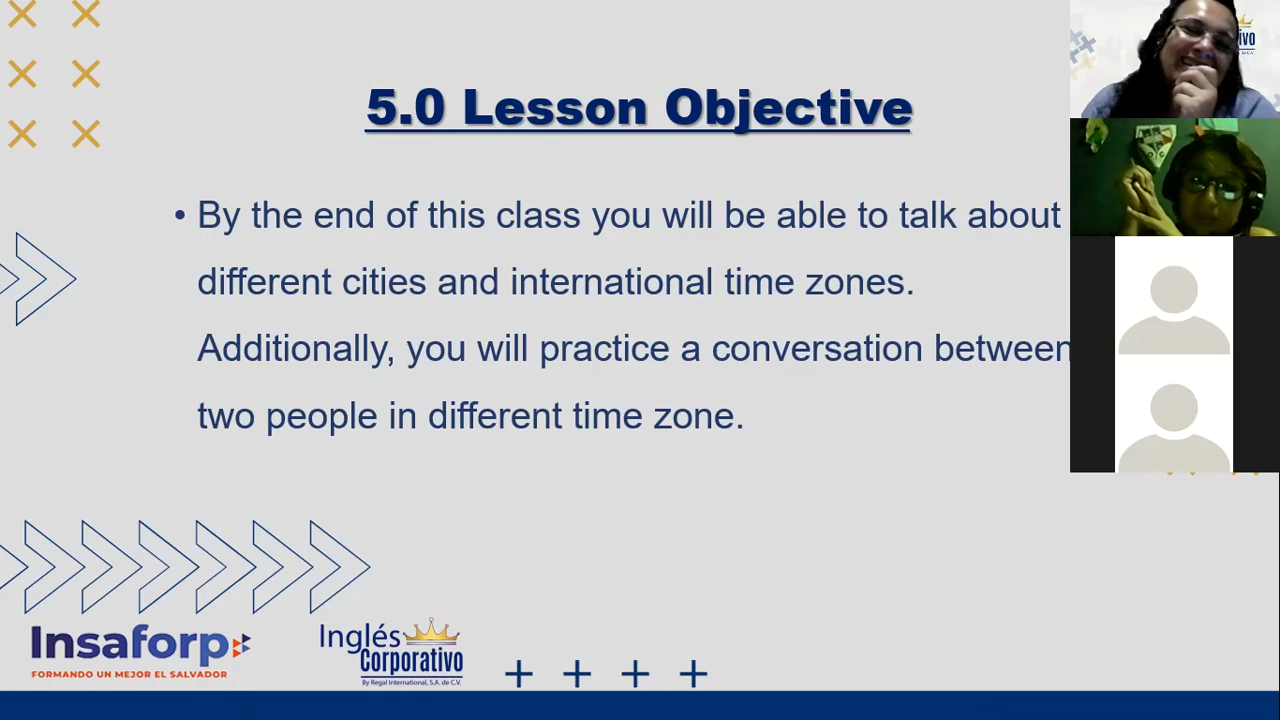 5.0 Lesson Objective
• By the end of this class you will be able to talk about
different cities and international time zones.
Additionally, you will practice a conversation between
two people in different time zone.
Insaforp
FORMANDO UN MEJOR EL SALVADOR
Inglés
Corporativo
By Regal International, S.A. de C.V.